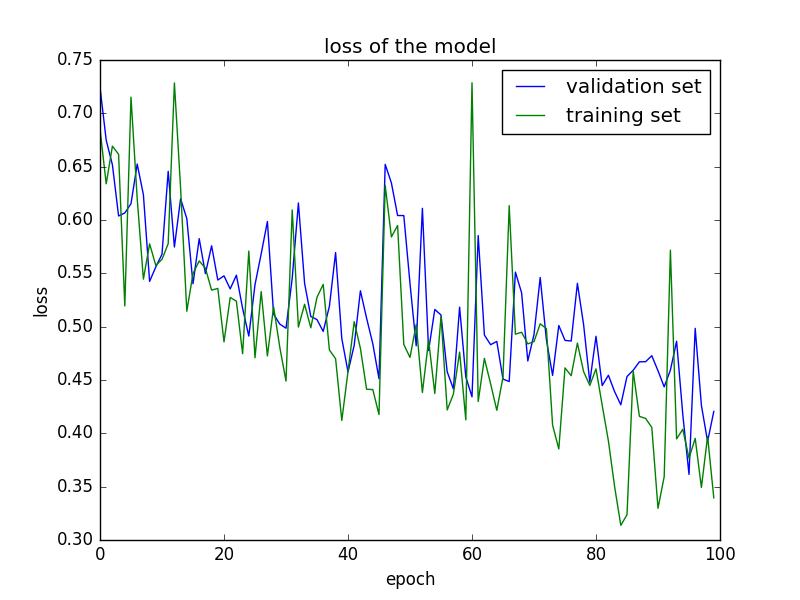 loss of the model
validation set
training set
0.75
0.70
0.65
0.60
0.55
0.50
0.45
0.40
0.35
0.30
loss
0 20 40 60 80 100
epoch